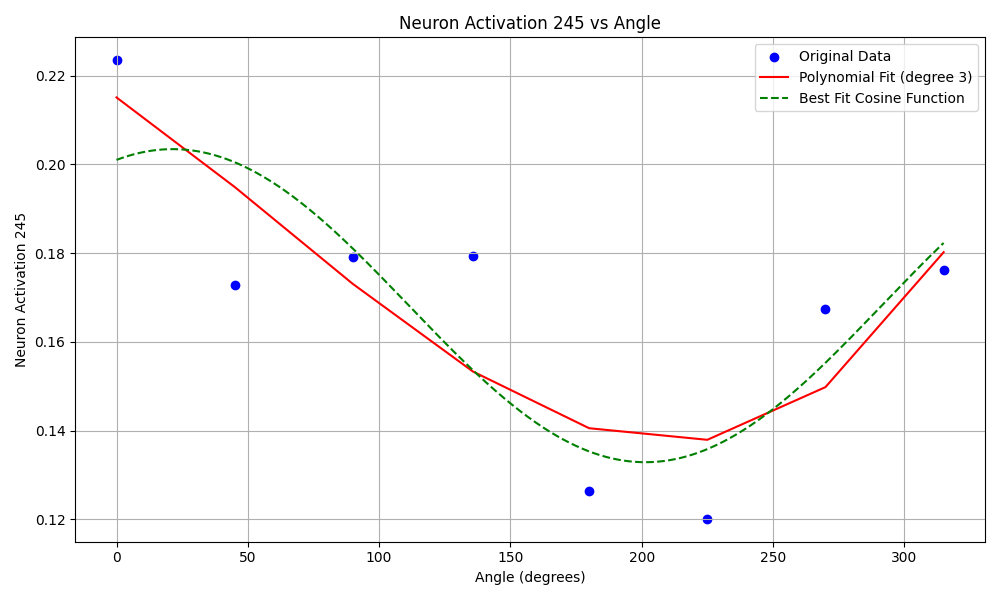 Neuron Activation 245 vs Angle
Original Data
Polynomial Fit (degree 3)
Best Fit Cosine Function
Neuron Activation 245
0.22
0.20
0.18
0.16
0.14
0.12
0
50
100
150
200
250
300
Angle (degrees)